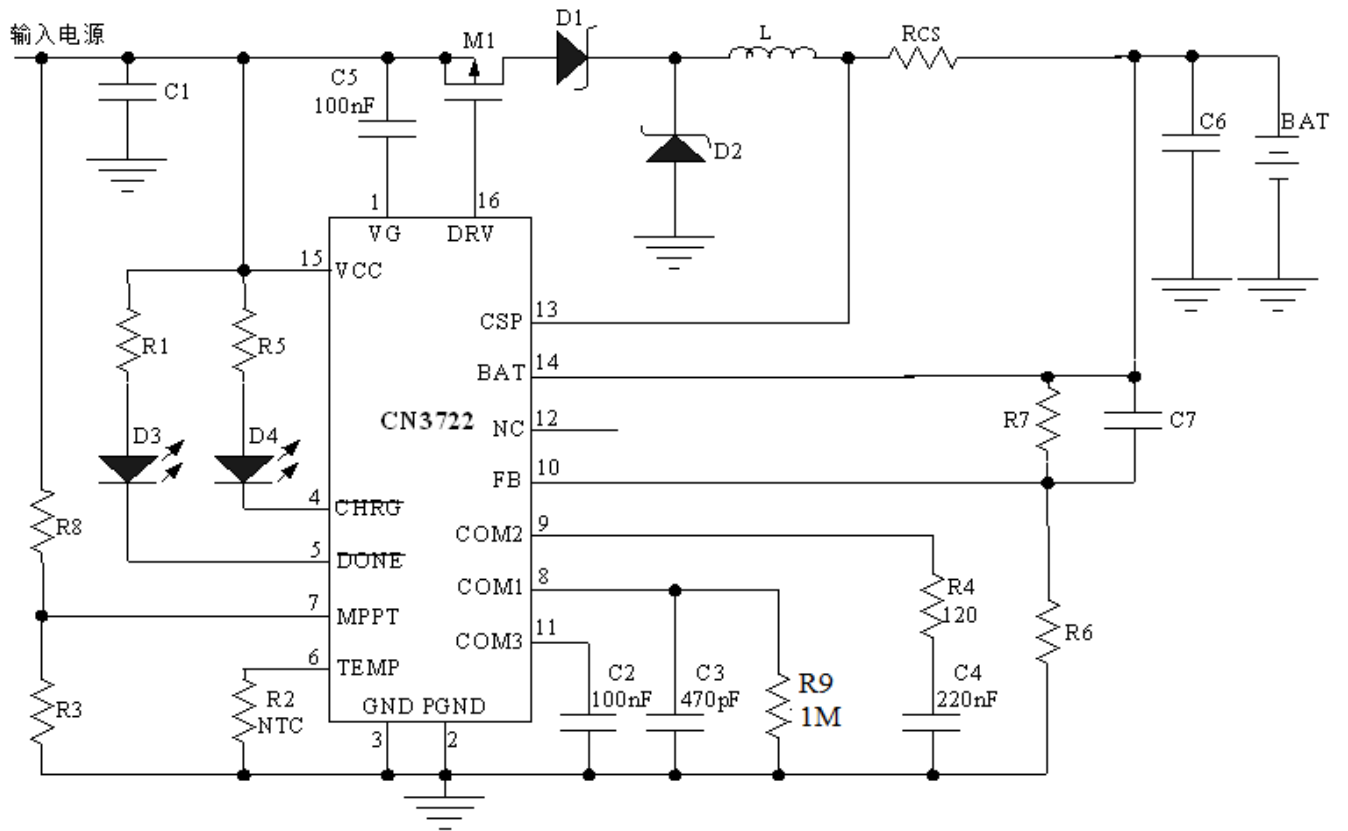 输入电源
D1
L
RCS
M1
C5
100nF
C1
C6
BAT
D2
1
16
VG
DRV
15
VCC
13
CSP
R1
R5
14
BAT
R7
C7
CN3722
12
NC
D3
D4
10
FB
4
CHRG
9
COM2
R8
5
DONE
8
COM1
R4
120
7
MPPT
11
COM3
R6
6
TEMP
R2
NTC
C2
100nF
C3
470pF
R9
1M
C4
220nF
R3
GND PGND
3
2